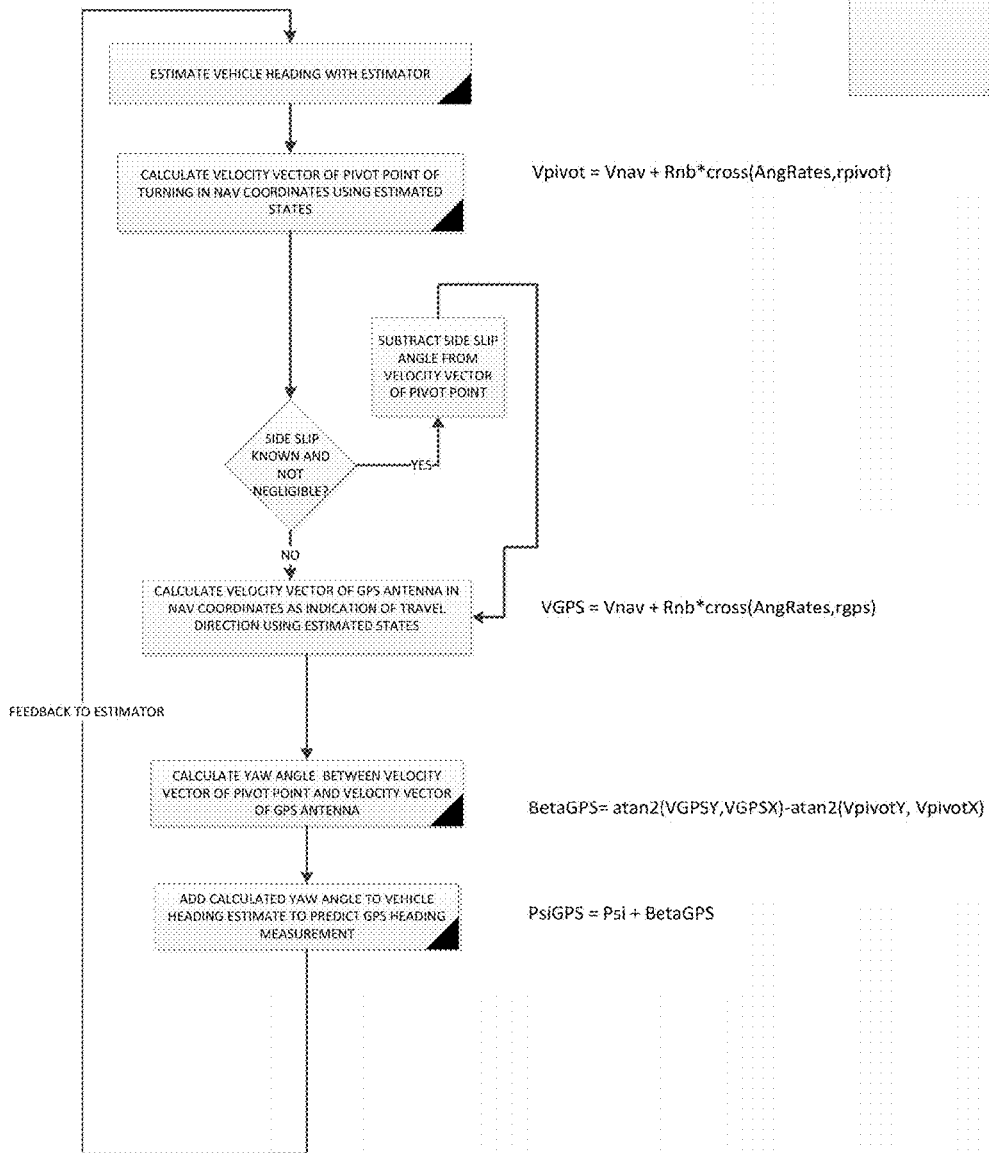 ESTIMATE VEHICLE HEADING WITH ESTIMATOR
CALCULATE VELOCITY VECTOR OF PIVOT POINT OF
TURNING IN NAV COORDINATES USING ESTIMATED
STATES
Vpivot = Vnav + Rnb*cross(AngRates,rpivot)
SUBTRACT SIDE SLIP
ANGLE FROM
VELOCITY VECTOR
OF PIVOT POINT
SIDE SLIP
KNOWN AND
NOT
NEGLIGIBLE?
YES
NO
CALCULATE VELOCITY VECTOR OF GPS ANTENNA IN
NAV COORDINATES AS INDICATION OF TRAVEL
DIRECTION USING ESTIMATED STATES
VGPS = Vnav + Rnb*cross(AngRates,rgps)
FEEDBACK TO ESTIMATOR
CALCULATE YAW ANGLE BETWEEN VELOCITY
VECTOR OF PIVOT POINT AND VELOCITY VECTOR
OF GPS ANTENNA
BetaGPS= atan2(VGPSY,VGPSX)-atan2(VpivotY, VpivotX)
ADD CALCULATED YAW ANGLE TO VEHICLE
HEADING ESTIMATE TO PREDICT GPS HEADING
MEASUREMENT
PsiGPS = Psi + BetaGPS